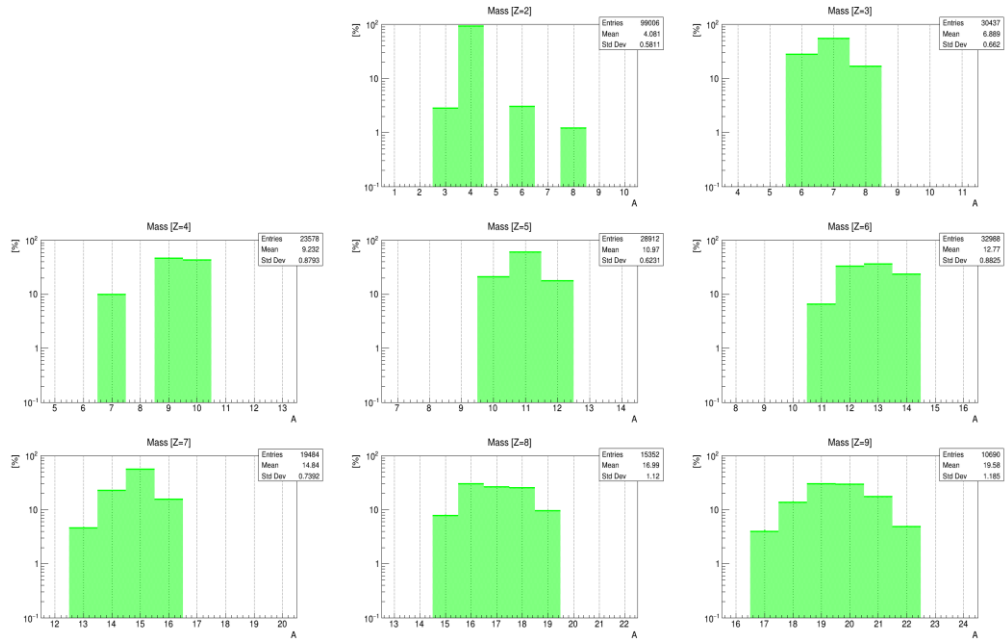 Mass [Z=2]
[%]
Entries 99006
Mean 4.081
Std Dev 0.5811
10²
10
1
10⁻¹
1 2 3 4 5 6 7 8 9 10
A
Mass [Z=3]
[%]
Entries 30437
Mean 6.889
Std Dev 0.662
10²
10
1
10⁻¹
4 5 6 7 8 9 10 11
A
Mass [Z=4]
[%]
Entries 23578
Mean 9.232
Std Dev 0.8793
10²
10
1
10⁻¹
5 6 7 8 9 10 11 12 13
A
Mass [Z=5]
[%]
Entries 28912
Mean 10.97
Std Dev 0.6231
10²
10
1
10⁻¹
7 8 9 10 11 12 13 14
A
Mass [Z=6]
[%]
Entries 32988
Mean 12.77
Std Dev 0.8825
10²
10
1
10⁻¹
8 9 10 11 12 13 14 15 16
A
Mass [Z=7]
[%]
Entries 19484
Mean 14.84
Std Dev 0.7392
10²
10
1
10⁻¹
12 13 14 15 16 17 18 19 20
A
Mass [Z=8]
[%]
Entries 15352
Mean 16.99
Std Dev 1.12
10²
10
1
10⁻¹
13 14 15 16 17 18 19 20 21 22
A
Mass [Z=9]
[%]
Entries 10690
Mean 19.58
Std Dev 1.185
10²
10
1
10⁻¹
16 17 18 19 20 21 22 23 24
A